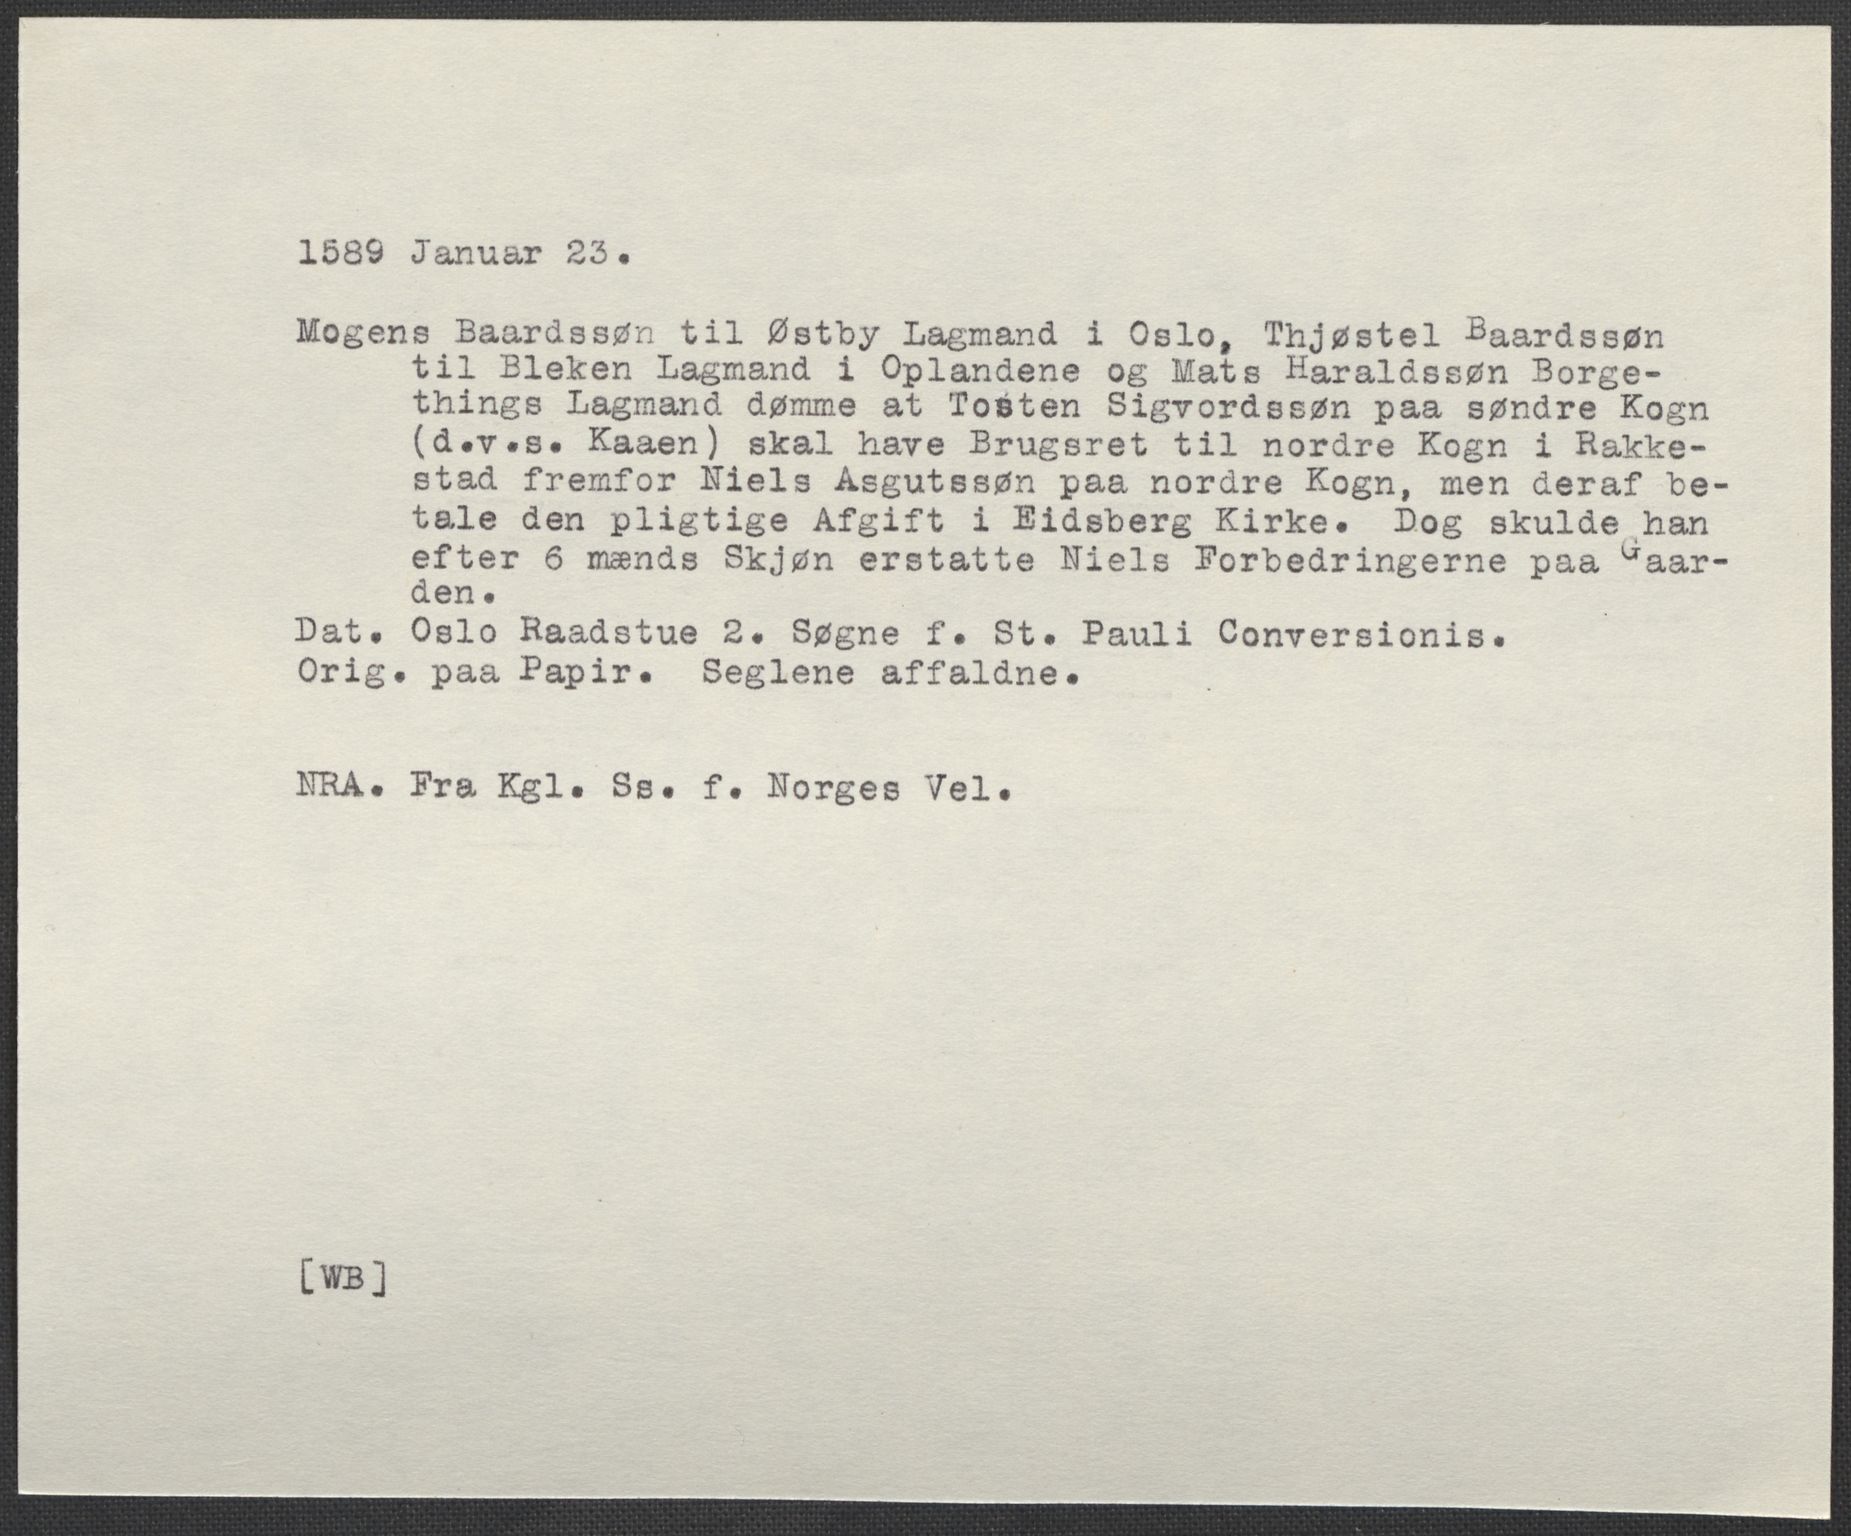 1589 Januar 23.
Mogens Baardssøn til Østby Lagmand i Oslo, Thjøstel Baardssøn
til Bleken Lagmand i Oplandene og Mats Haraldssøn Borge-
things Lagmand dømme at Tosten Sigvordssøn paa søndre Kogn
(d.v.s. Kaaen) skal have Brugsret til nordre Kogn i Rakke-
stad fremfor Niels Asgutssøn paa nordre Kogn, men deraf be-
tale den pligtige Afgift i Eidsberg Kirke. Dog skulde han
efter 6 mænds Skjøn erstatte Niels Forbedringerne paa Gaar-
den.
Dat. Oslo Raadstue 2. Søgne f. St. Pauli Conversionis.
Orig. paa Papir. Seglene affaldne.
NRA. Fra Kgl. Ss. f. Norges Vel.
[WB]